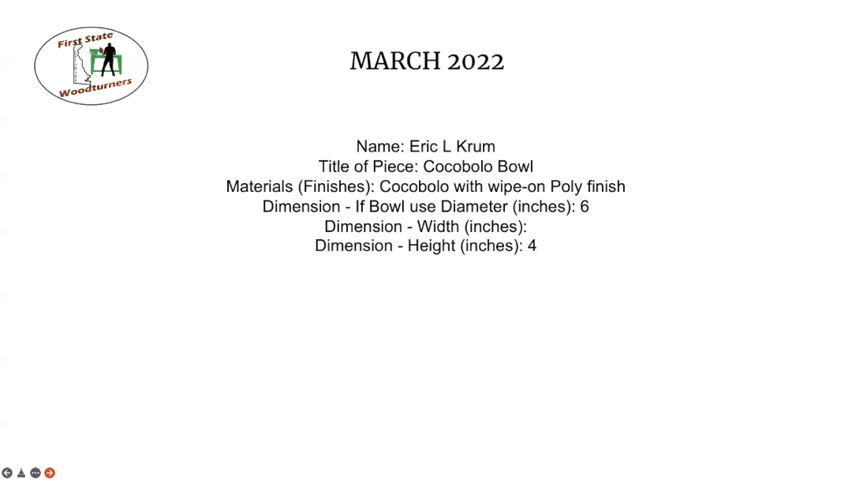 First State
Woodturners
MARCH 2022
Name: Eric L Krum
Title of Piece: Cocobolo Bowl
Materials (Finishes): Cocobolo with wipe-on Poly finish
Dimension - If Bowl use Diameter (inches): 6
Dimension - Width (inches):
Dimension - Height (inches): 4